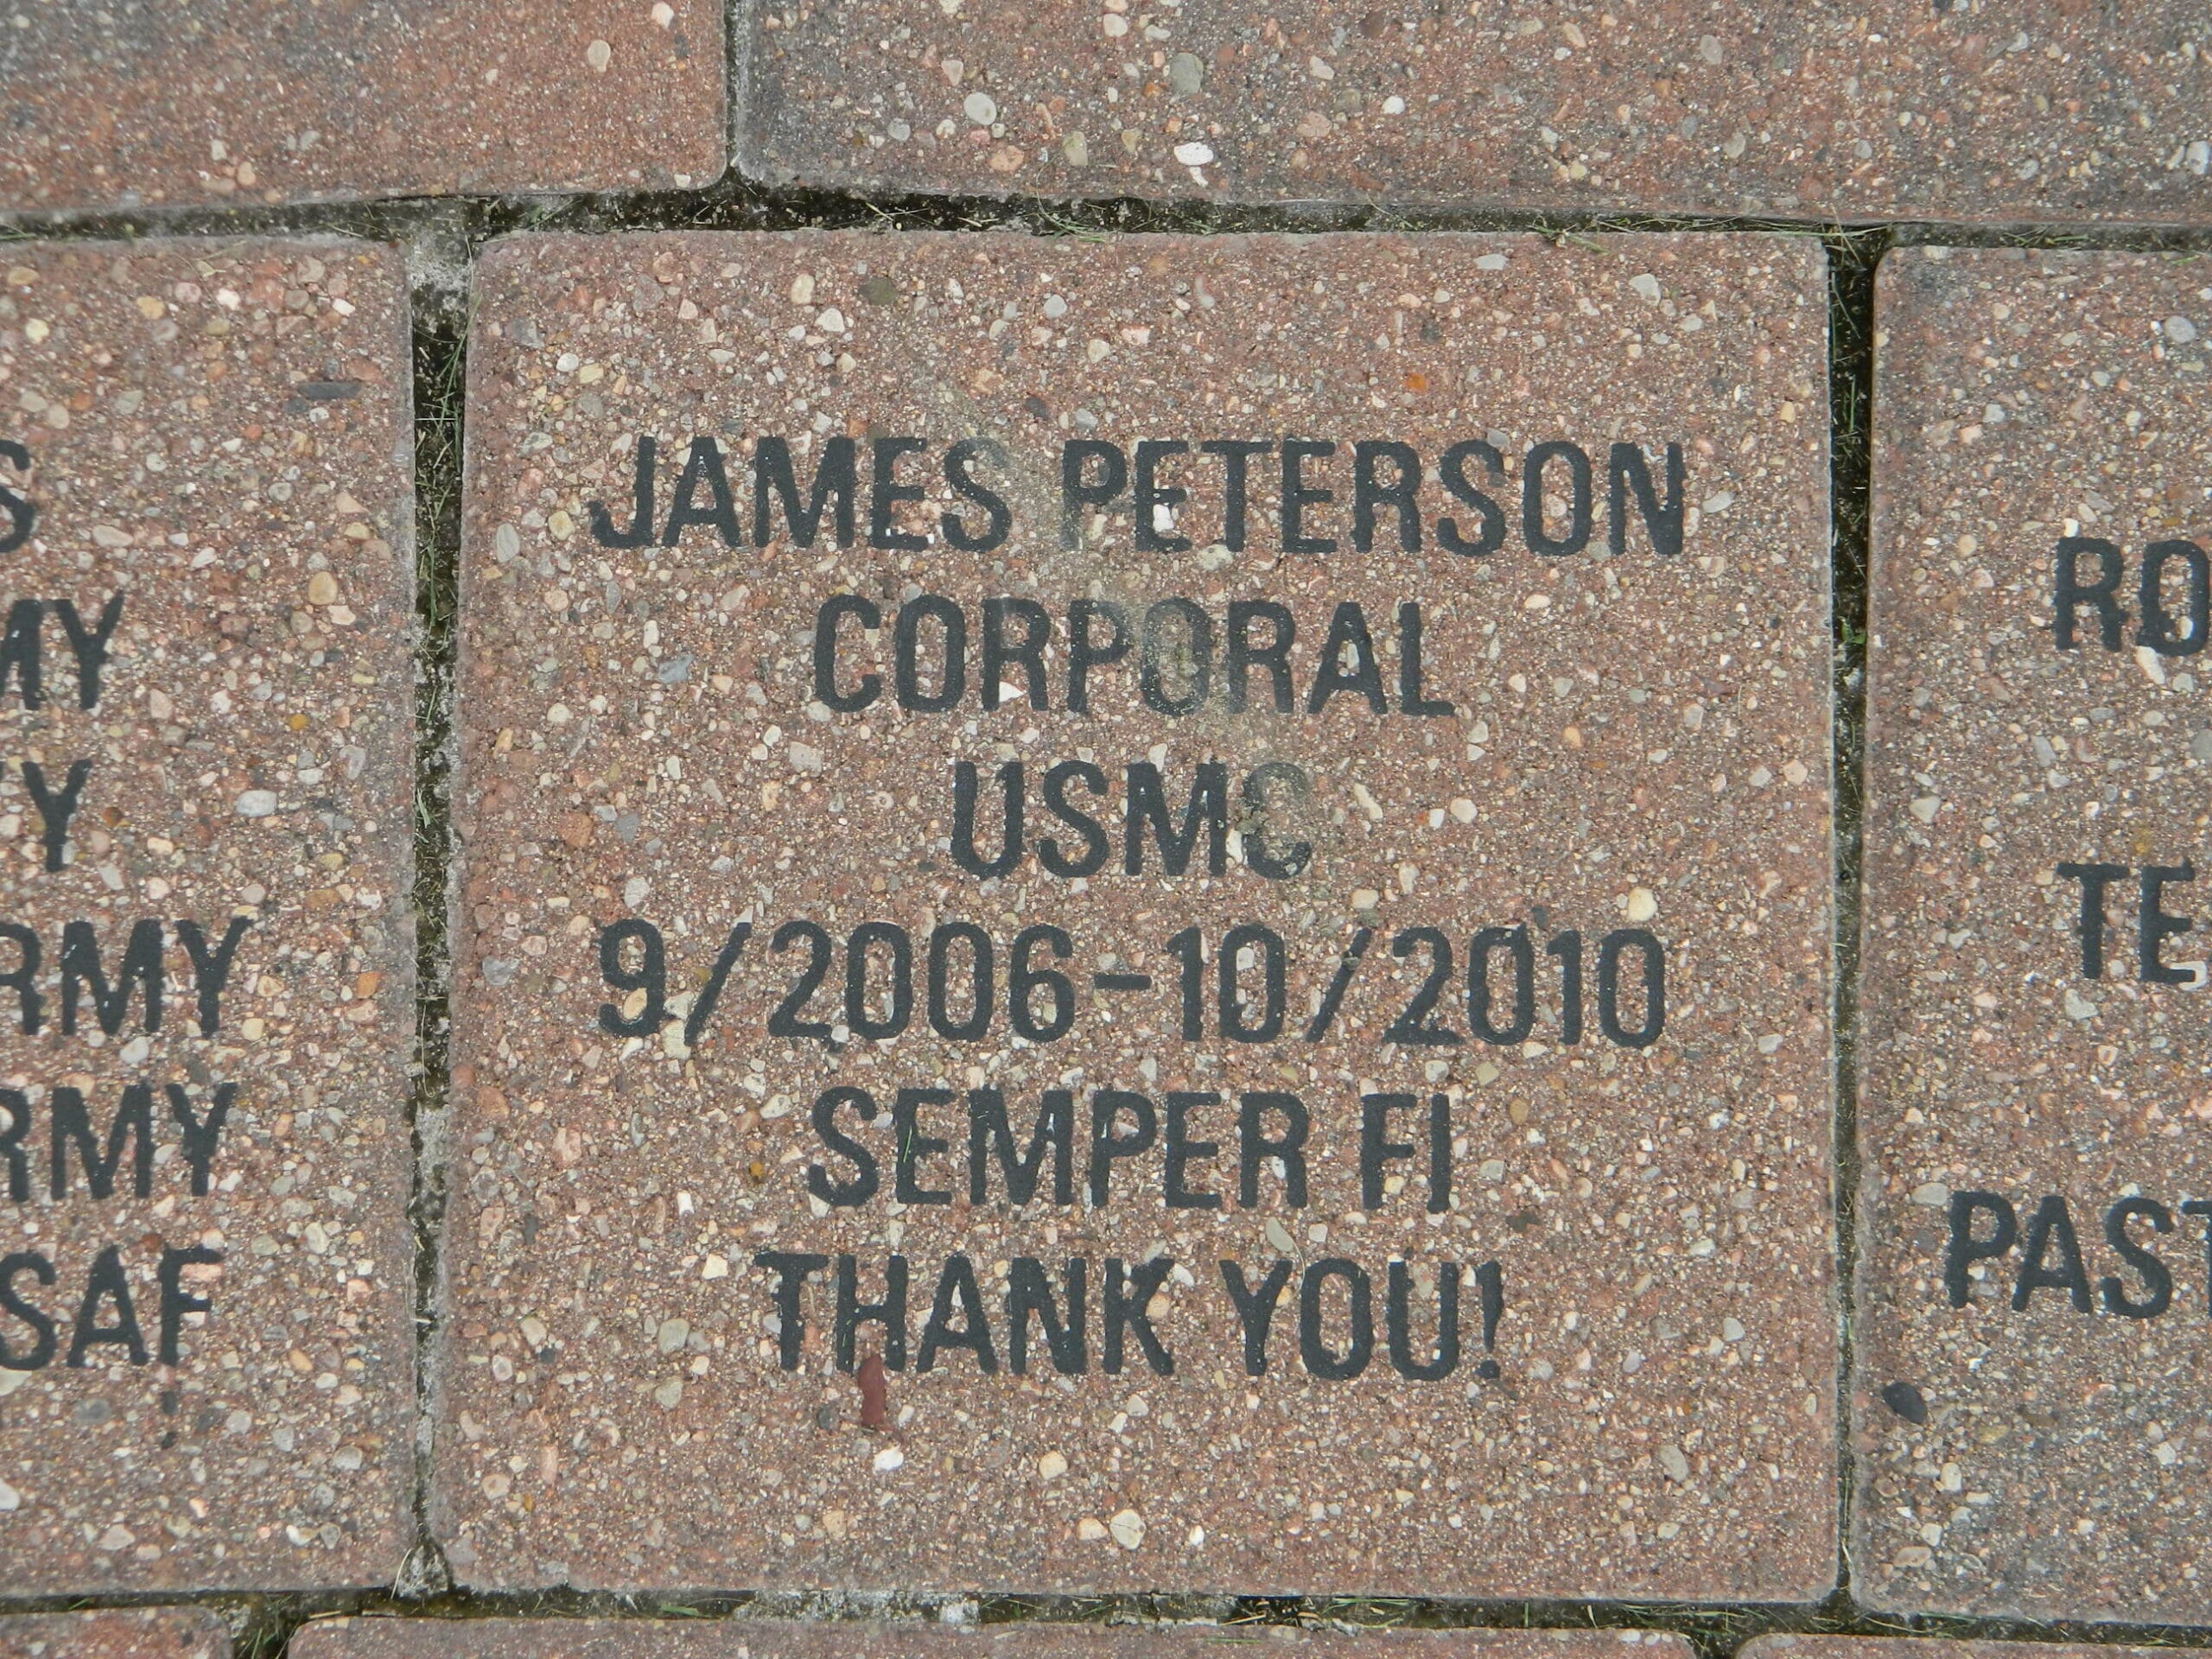 JAMES PETERSON
CORPORAL
USMC
9/2006-10/2010
SEMPER FI
THANK YOU!